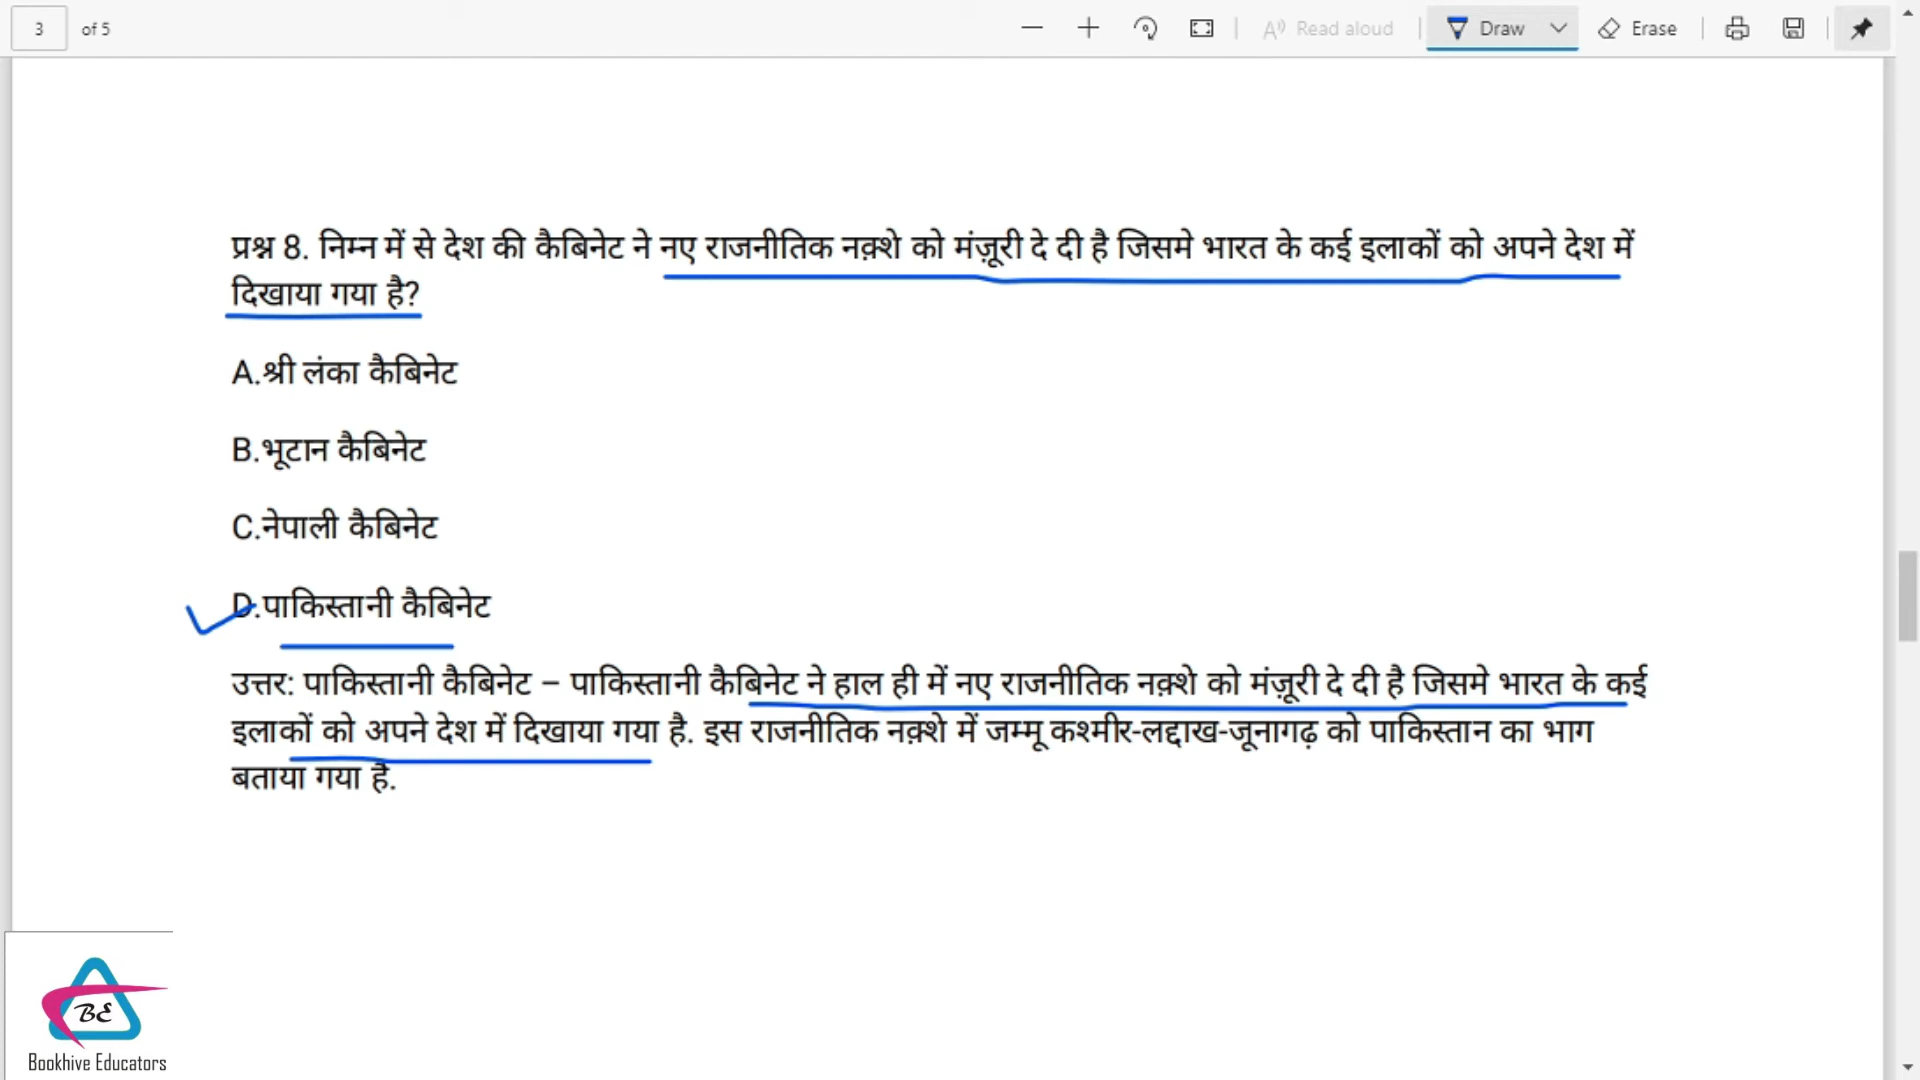 3 of 5 Read aloud Draw Erase
प्रश्न 8. निम्न में से देश की कैबिनेट ने नए राजनीतिक नक़्शे को मंज़ूरी दे दी है जिसमे भारत के कई इलाकों को अपने देश में
दिखाया गया है?
A.श्री लंका कैबिनेट
B.भूटान कैबिनेट
C.नेपाली कैबिनेट
D.पाकिस्तानी कैबिनेट
उत्तर: पाकिस्तानी कैबिनेट – पाकिस्तानी कैबिनेट ने हाल ही में नए राजनीतिक नक़्शे को मंज़ूरी दे दी है जिसमे भारत के कई
इलाकों को अपने देश में दिखाया गया है. इस राजनीतिक नक़्शे में जम्मू कश्मीर-लद्दाख-जूनागढ़ को पाकिस्तान का भाग
बताया गया है.
BE
Bookhive Educators